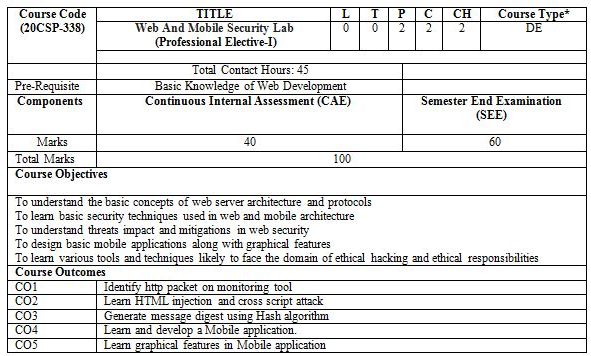 Course Code TITLE L T P C CH Course Type*
(20CSP-338) Web And Mobile Security Lab 0 0 2 2 2 DE
(Professional Elective-I)
Total Contact Hours: 45
Pre-Requisite Basic Knowledge of Web Development
Components Continuous Internal Assessment (CAE) Semester End Examination
(SEE)
Marks 40 60
Total Marks 100
Course Objectives
To understand the basic concepts of web server architecture and protocols
To learn basic security techniques used in web and mobile architecture
To understand threats impact and mitigations in web security
To design basic mobile applications along with graphical features
To learn various tools and techniques likely to face the domain of ethical hacking and ethical responsibilities
Course Outcomes
CO1 Identify http packet on monitoring tool
CO2 Learn HTML injection and cross script attack
CO3 Generate message digest using Hash algorithm
CO4 Learn and develop a Mobile application.
CO5 Learn graphical features in Mobile application